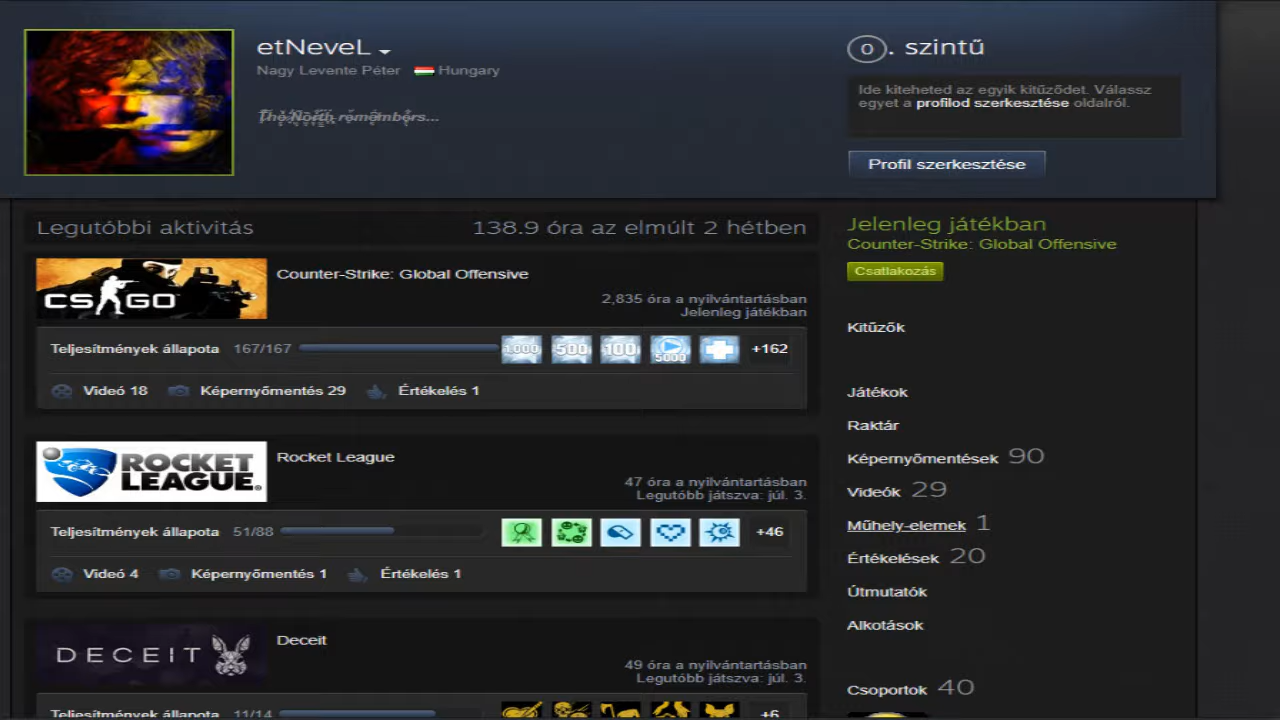 etNeveL
Nagy Levente Péter Hungary
The North remembers...
0. szintű
Ide kiteheted az egyik kitűződet. Válassz
egyet a profilod szerkesztése oldalról.
Profil szerkesztése
Legutóbbi aktivitás 138.9 óra az elmúlt 2 hétben
CS GO
Counter-Strike: Global Offensive
2,835 óra a nyilvántartásban
Jelenleg játékban
Teljesítmények állapota 167/167 1,000 500 100 5000 +162
Videó 18 Képernyőmentés 29 Értékelés 1
ROCKET
LEAGUE
Rocket League
47 óra a nyilvántartásban
Legutóbb játszva: júl. 3.
Teljesítmények állapota 51/88 +46
Videó 4 Képernyőmentés 1 Értékelés 1
DECEIT
Deceit
49 óra a nyilvántartásban
Legutóbb játszva: júl. 3.
Teljesítmények állapota 11/14 +6
Jelenleg játékban
Counter-Strike: Global Offensive
Csatlakozás
Kitűzők
Játékok
Raktár
Képernyőmentések 90
Videók 29
Műhely-elemek 1
Értékelések 20
Útmutatók
Alkotások
Csoportok 40